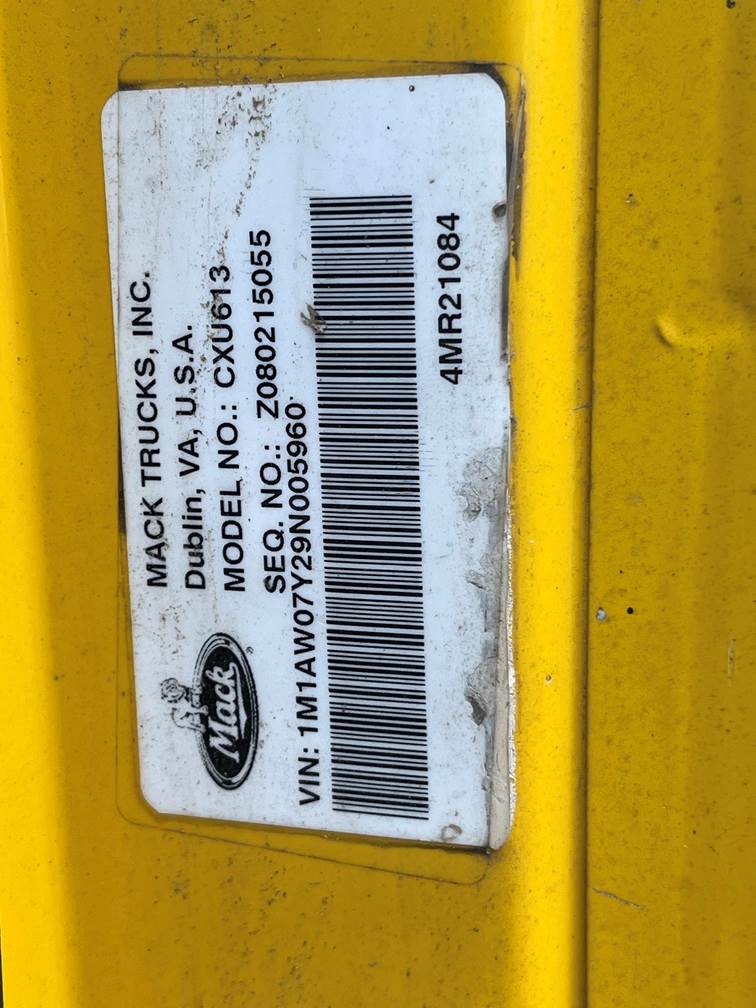 MACK TRUCKS, INC.
Dublin, VA, U.S.A.
MODEL NO.: CXU613
SEQ. NO.: Z080215055
Mack
VIN: 1M1AW07Y29N005960
4MR21084